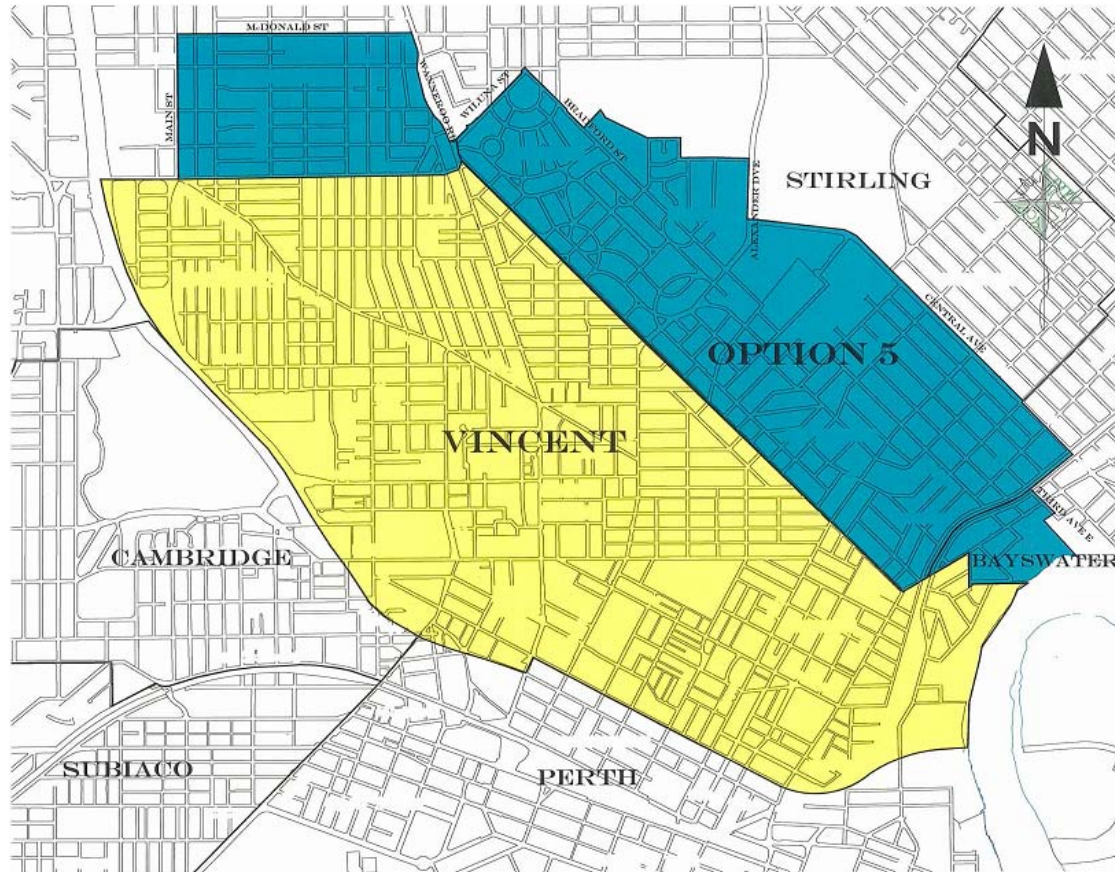 McDONALD ST
MAIN ST
WANNEROO RD
WILUNA ST
BRADFORD ST
N
STIRLING
ALEXANDER DVE
CENTRAL AVE
OPTION 5
VINCENT
THIRD AVE E
CAMBRIDGE
BAYSWATER
SUBIACO
PERTH